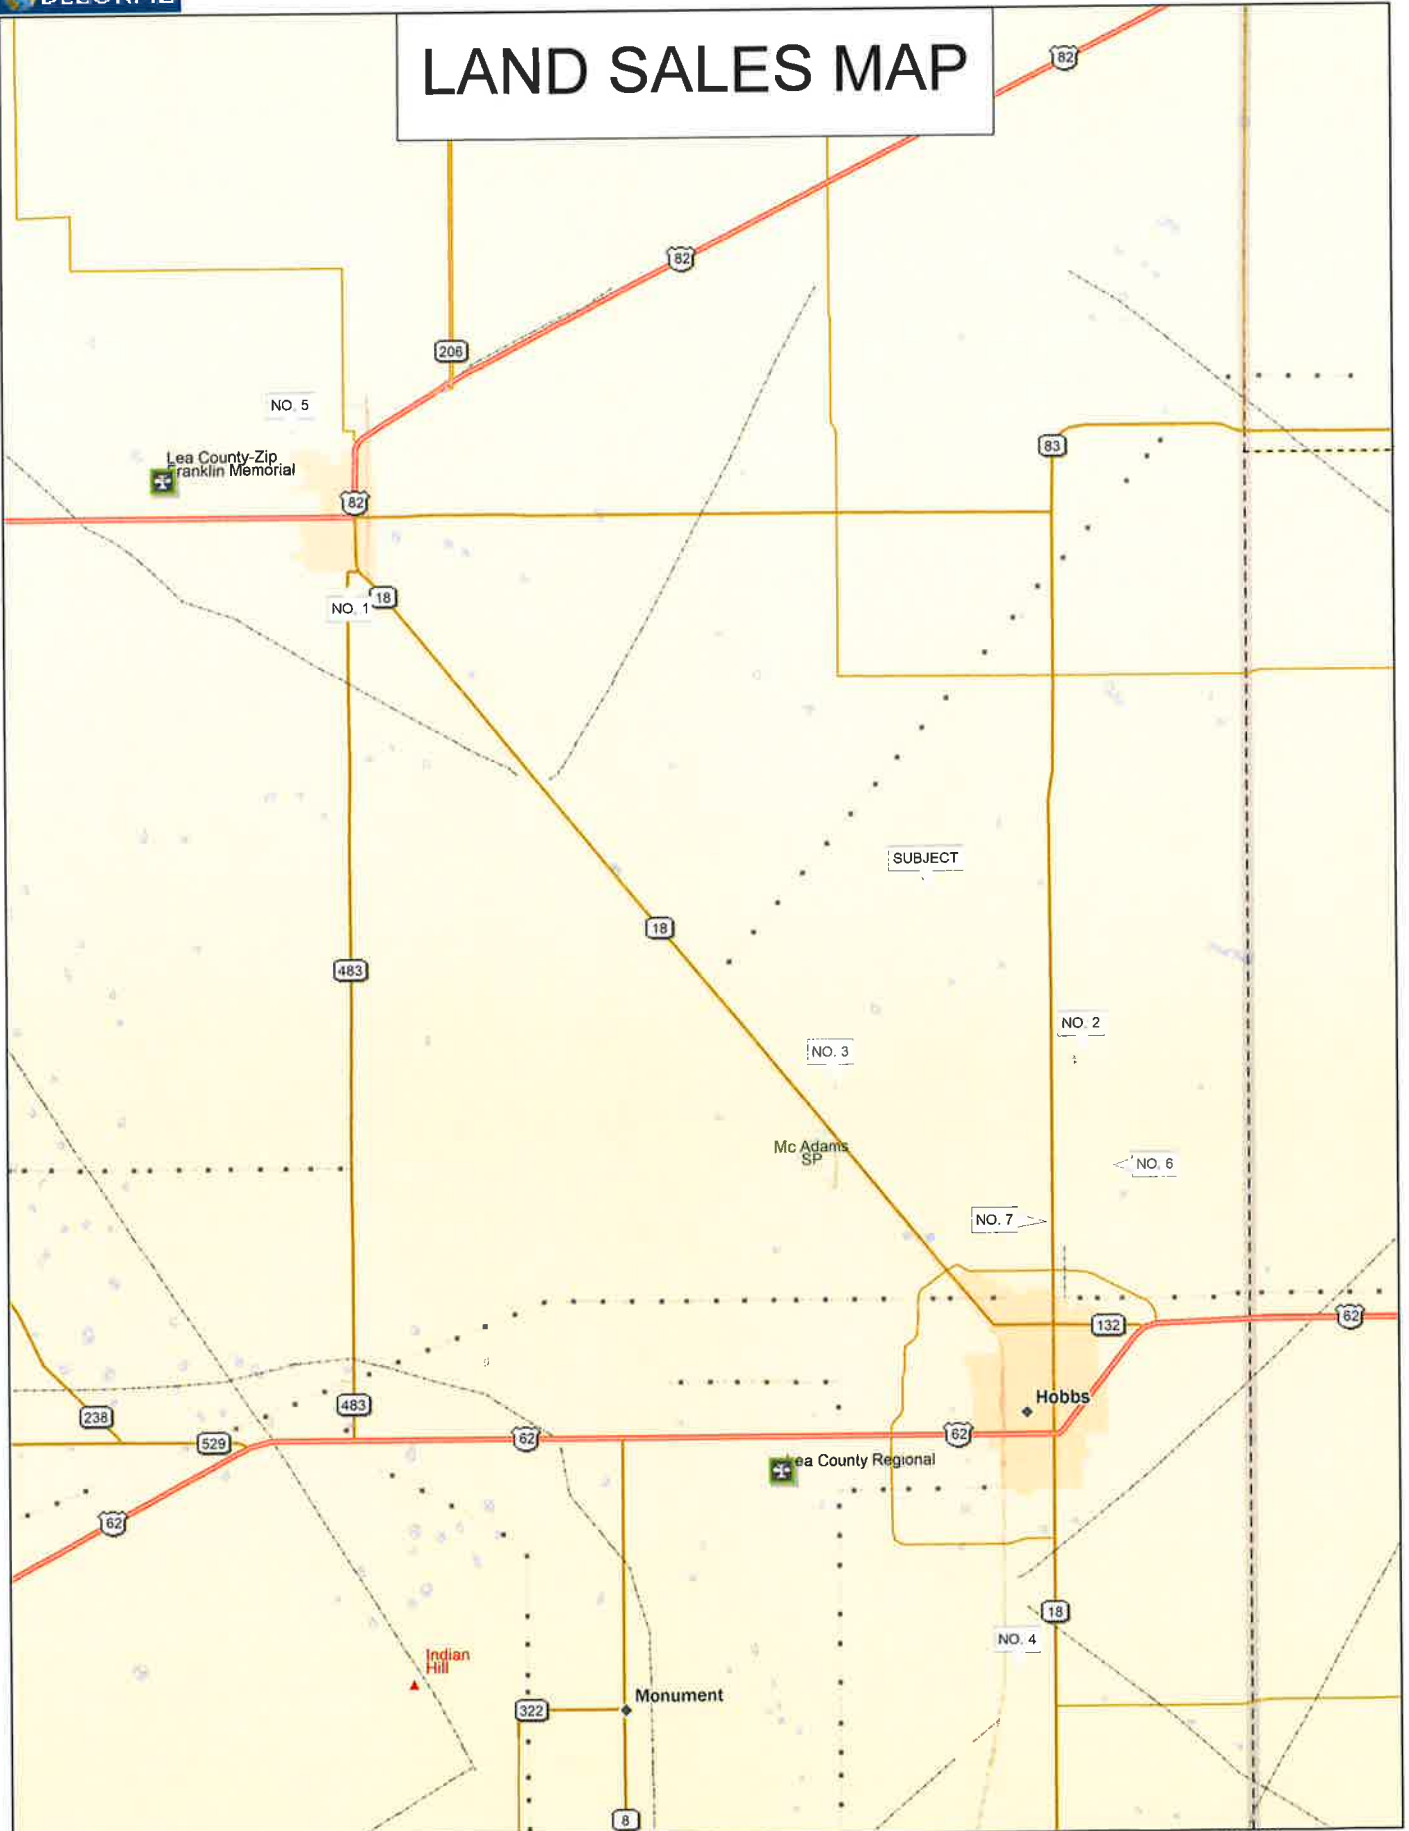 DELORME
LAND SALES MAP
82
82
206
NO. 5
83
Lea County-Zip
Franklin Memorial
82
18
NO. 1
SUBJECT
18
483
NO. 2
NO. 3
Mc Adams
SP
NO. 6
NO. 7
62
132
Hobbs
483
238
62
529
62
Lea County Regional
62
18
NO. 4
Indian
Hill
Monument
322
8